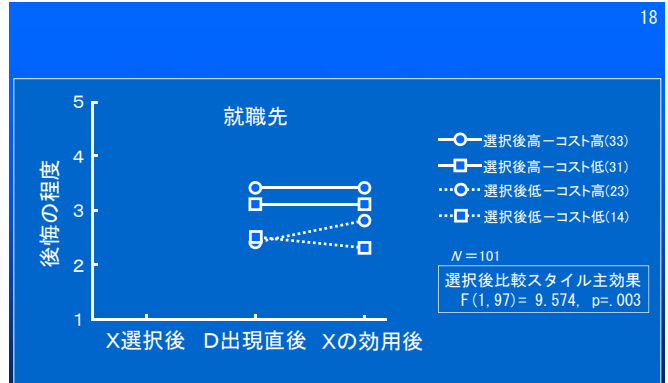 18
就職先
5
4
3
2
1
後悔の程度
X選択後 D出現直後 Xの効用後
選択後高ーコスト高(33)
選択後高ーコスト低(31)
選択後低ーコスト高(23)
選択後低ーコスト低(14)
N=101
選択後比較スタイル主効果
F(1,97)= 9.574, p=.003